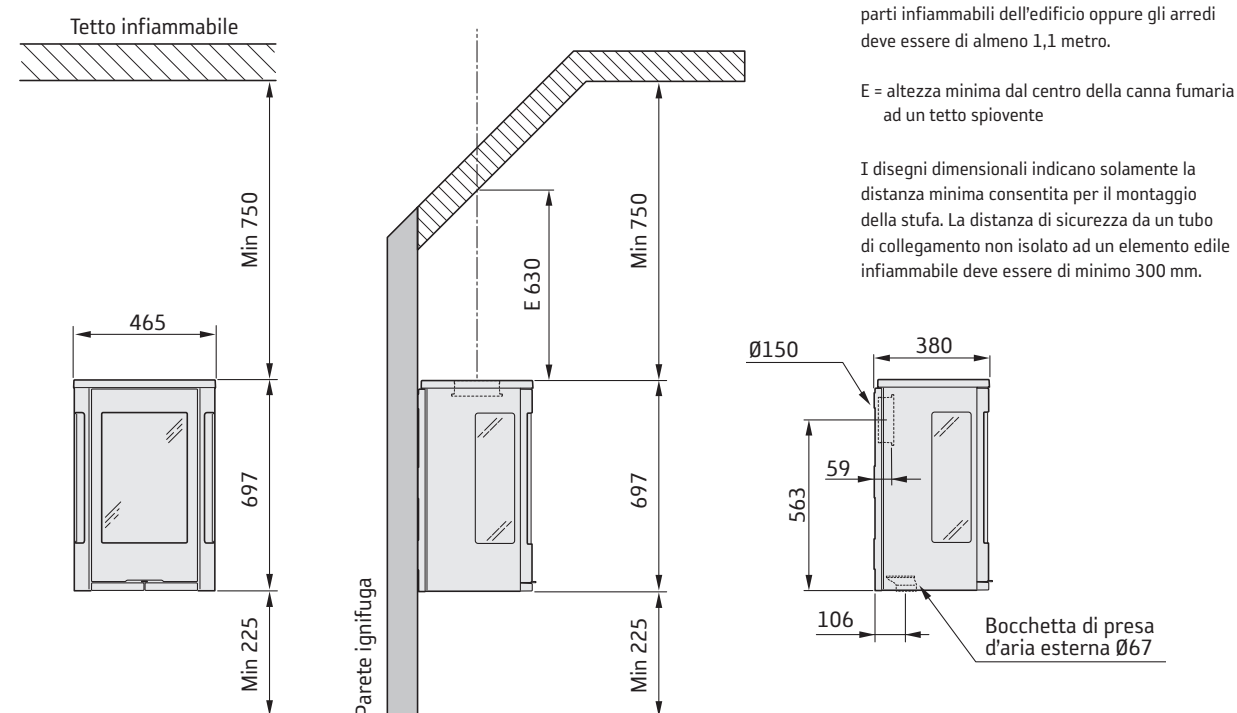 Tetto infiammabile
Min 750
465
697
Min 225
Parete ignifuga
E 630
Min 750
697
Min 225
parti infiammabili dell'edificio oppure gli arredi
deve essere di almeno 1,1 metro.
E = altezza minima dal centro della canna fumaria
ad un tetto spiovente
I disegni dimensionali indicano solamente la
distanza minima consentita per il montaggio
della stufa. La distanza di sicurezza da un tubo
di collegamento non isolato ad un elemento edile
infiammabile deve essere di minimo 300 mm.
Ø150
380
59
563
106
Bocchetta di presa
d'aria esterna Ø67